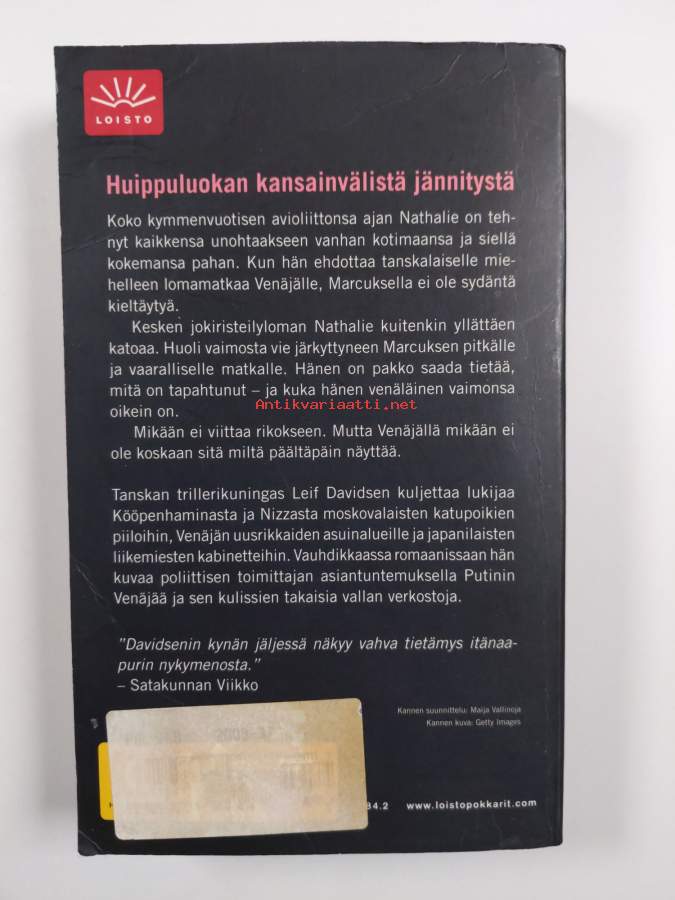 LOISTO
Huippuluokan kansainvälistä jännitystä
Koko kymmenvuotisen avioliittonsa ajan Nathalie on teh-
nyt kaikkensa unohtaakseen vanhan kotimaansa ja siellä
kokemansa pahan. Kun hän ehdottaa tanskalaiselle mie-
helleen lomamatkaa Venäjälle, Marcuksella ei ole sydäntä
kieltäytyä.
Kesken jokiristeilyloman Nathalie kuitenkin yllättäen
katoaa. Huoli vaimosta vie järkyttyneen Marcuksen pitkälle
ja vaaralliselle matkalle. Hänen on pakko saada tietää,
mitä on tapahtunut – ja kuka hänen venäläinen vaimonsa
oikein on.
Antikvariaatti.net
Mikään ei viittaa rikokseen. Mutta Venäjällä mikään ei
ole koskaan sitä miltä päältäpäin näyttää.
Tanskan trillerikuningas Leif Davidsen kuljettaa lukijaa
Kööpenhaminasta ja Nizzasta moskovalaisten katupoikien
piiloihin, Venäjän uusrikkaiden asuinalueille ja japanilaisten
liikemiesten kabinetteihin. Vauhdikkaassa romaanissaan hän
kuvaa poliittisen toimittajan asiantuntemuksella Putinin
Venäjää ja sen kulissien takaisia vallan verkostoja.
"Davidsenin kynän jäljessä näkyy vahva tietämys itänaa-
purin nykymenosta."
– Satakunnan Viikko
Kannen suunnittelu: Maija Vallinoja
Kannen kuva: Getty Images
84.2 www.loistopokkarit.com